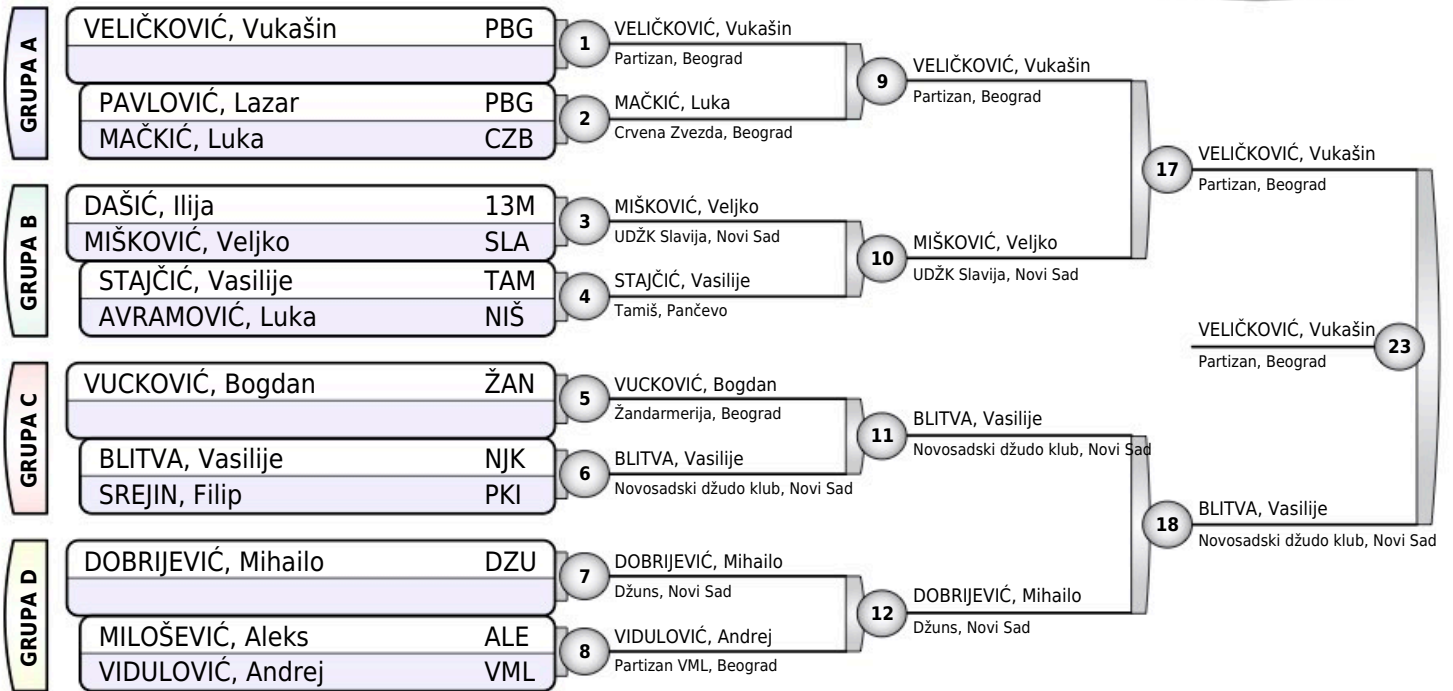 GRUPA A
VELIČKOVIĆ, Vukašin PBG
PAVLOVIĆ, Lazar PBG
MAČKIĆ, Luka CZB
GRUPA B
DAŠIĆ, Ilija 13M
MIŠKOVIĆ, Veljko SLA
STAJČIĆ, Vasilije TAM
AVRAMOVIĆ, Luka NIŠ
GRUPA C
VUCKOVIĆ, Bogdan ŽAN
BLITVA, Vasilije NJK
SREJIN, Filip PKI
GRUPA D
DOBRIJEVIĆ, Mihailo DZU
MILOŠEVIĆ, Aleks ALE
VIDULOVIĆ, Andrej VML
1
VELIČKOVIĆ, Vukašin
Partizan, Beograd
2
MAČKIĆ, Luka
Crvena Zvezda, Beograd
3
MIŠKOVIĆ, Veljko
UDŽK Slavija, Novi Sad
4
STAJČIĆ, Vasilije
Tamiš, Pančevo
5
VUCKOVIĆ, Bogdan
Žandarmerija, Beograd
6
BLITVA, Vasilije
Novosadski džudo klub, Novi Sad
7
DOBRIJEVIĆ, Mihailo
Džuns, Novi Sad
8
VIDULOVIĆ, Andrej
Partizan VML, Beograd
9
VELIČKOVIĆ, Vukašin
Partizan, Beograd
10
MIŠKOVIĆ, Veljko
UDŽK Slavija, Novi Sad
11
BLITVA, Vasilije
Novosadski džudo klub, Novi Sad
12
DOBRIJEVIĆ, Mihailo
Džuns, Novi Sad
17
VELIČKOVIĆ, Vukašin
Partizan, Beograd
18
BLITVA, Vasilije
Novosadski džudo klub, Novi Sad
VELIČKOVIĆ, Vukašin
Partizan, Beograd
23